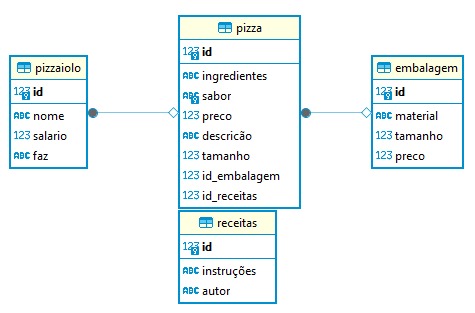 pizzaiolo
123 id
ABC nome
123 salario
ABC faz
pizza
123 id
ABC ingredientes
ABC sabor
123 preco
ABC descricão
123 tamanho
123 id_embalagem
123 id_receitas
embalagem
123 id
ABC material
123 tamanho
123 preco
receitas
123 id
ABC instruções
ABC autor